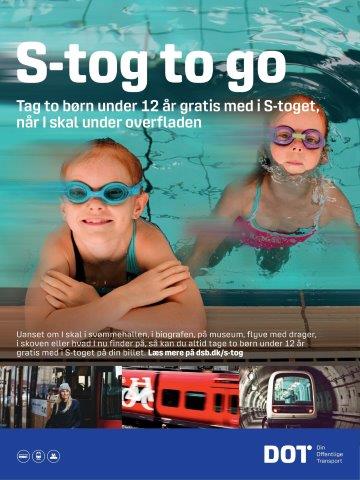 S-tog to go
Tag to børn under 12 år gratis med i S-toget,
når I skal under overfladen
Uanset om I skal i svømmehallen, i biografen, på museum, flyve med drager,
i skoven eller hvad I nu finder på, så kan du altid tage to børn under 12 år
gratis med i S-toget på din billet. Læs mere på dsb.dk/s-tog
DOT
Din
Offentlige
Transport